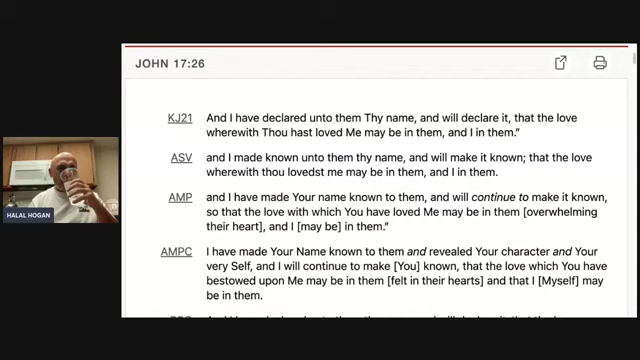 JOHN 17:26
KJ21 And I have declared unto them Thy name, and will declare it, that the love
wherewith Thou hast loved Me may be in them, and I in them.”
ASV and I made known unto them thy name, and will make it known; that the love
wherewith thou lovedst me may be in them, and I in them.
AMP and I have made Your name known to them, and will continue to make it known,
so that the love with which You have loved Me may be in them [overwhelming
their heart], and I [may be] in them.”
AMPC I have made Your Name known to them and revealed Your character and Your
very Self, and I will continue to make [You] known, that the love which You have
bestowed upon Me may be in them [felt in their hearts] and that I [Myself] may
be in them.
HALAL HOGAN